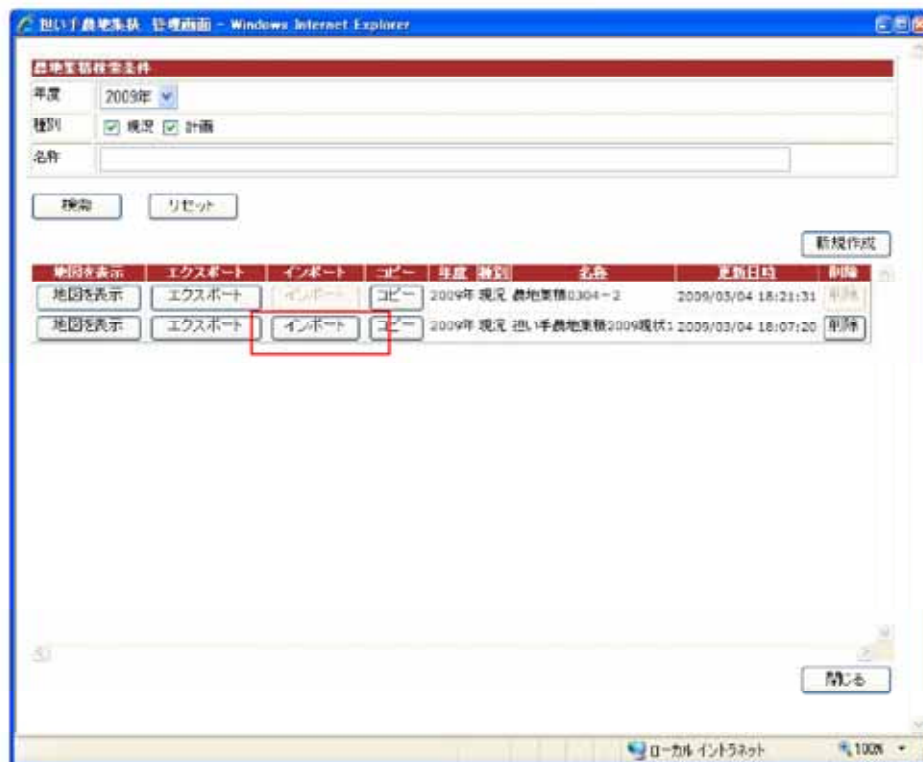 担い手農地集積 管理画面 - Windows Internet Explorer
農地集積検索条件
年度 2009年
種別 現況 計画
名称
検索 リセット
新規作成
地図を表示 エクスポート インポート コピー 年度 種別 名称 更新日時 削除
地図を表示 エクスポート インポート コピー 2009年 現況 農地集積0304-2 2009/03/04 18:21:31 削除
地図を表示 エクスポート インポート コピー 2009年 現況 担い手農地集積2009現状 2009/03/04 18:07:20 削除
閉じる
ローカル イントラネット 100%